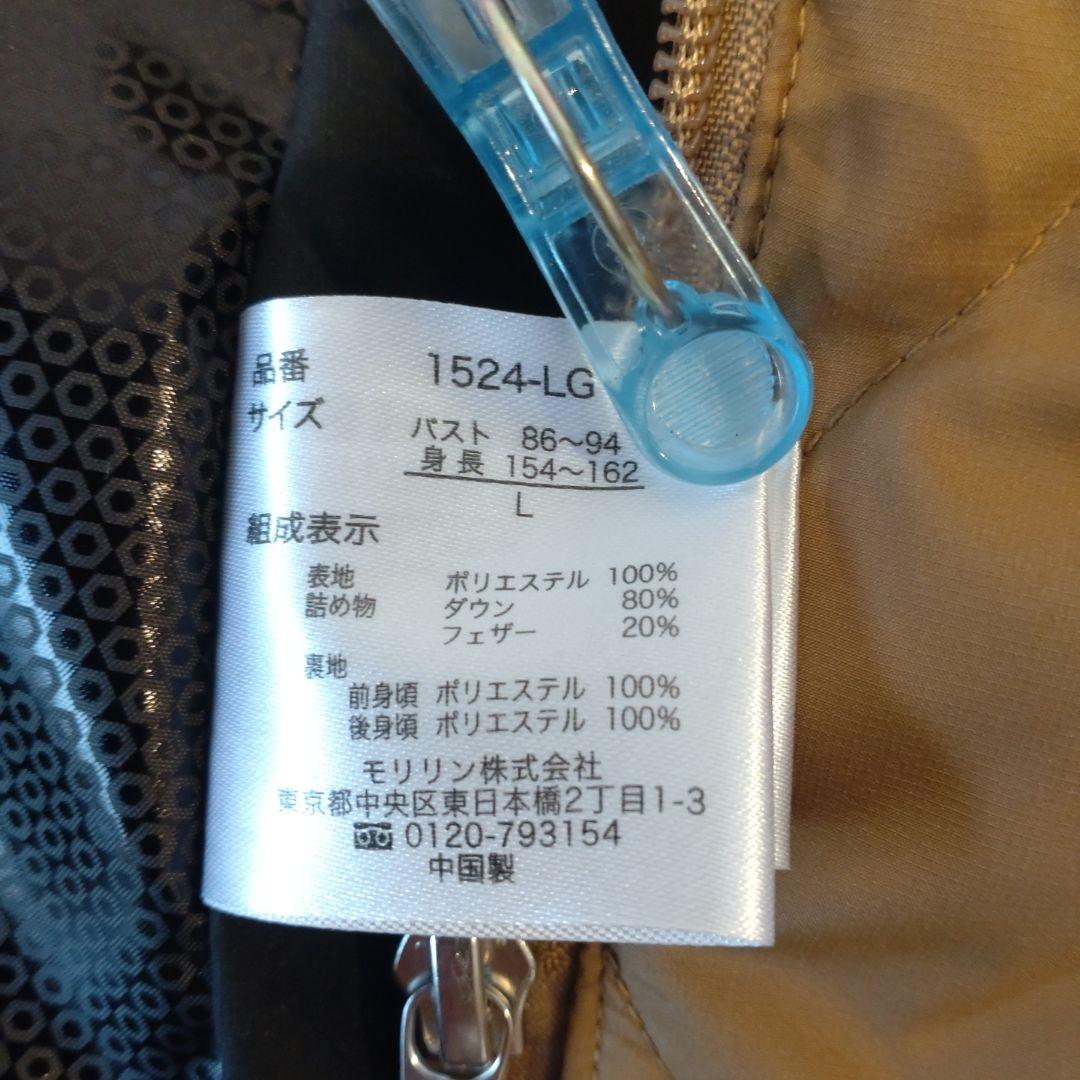 品番 1524-LG
サイズ
バスト 86〜94
身長 154〜162
L
組成表示
表地 ポリエステル 100%
詰め物 ダウン 80%
フェザー 20%
裏地
前身頃 ポリエステル 100%
後身頃 ポリエステル 100%
モリリン株式会社
東京都中央区東日本橋2丁目1-3
0120-793154
中国製